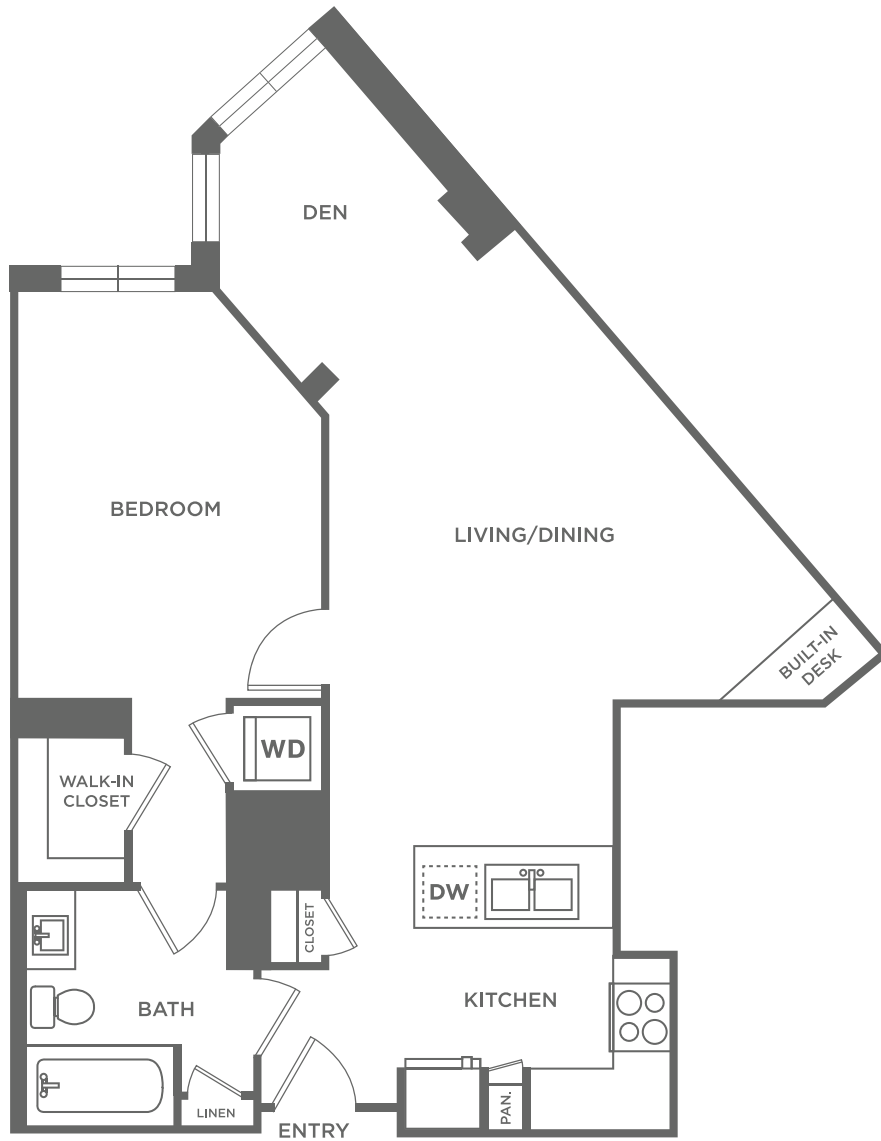 DEN
BEDROOM
LIVING/DINING
BUILT-IN
DESK
WD
WALK-IN
CLOSET
DW
CLOSET
KITCHEN
BATH
PAN.
LINEN
ENTRY